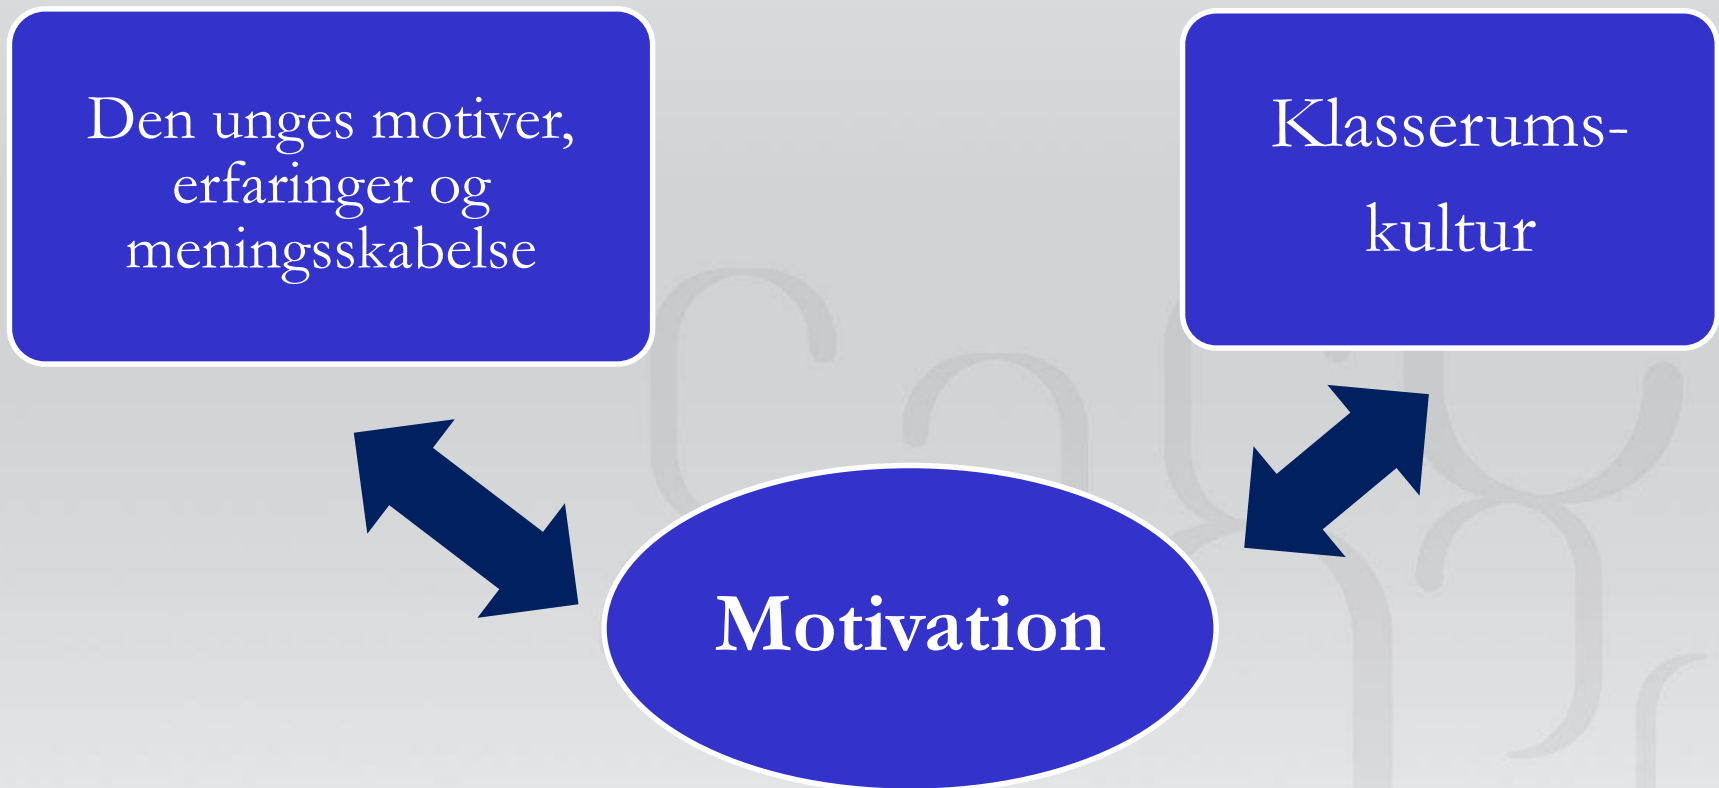 Den unges motiver,
erfaringer og
meningsskabelse
Klasserums-
kultur
Motivation